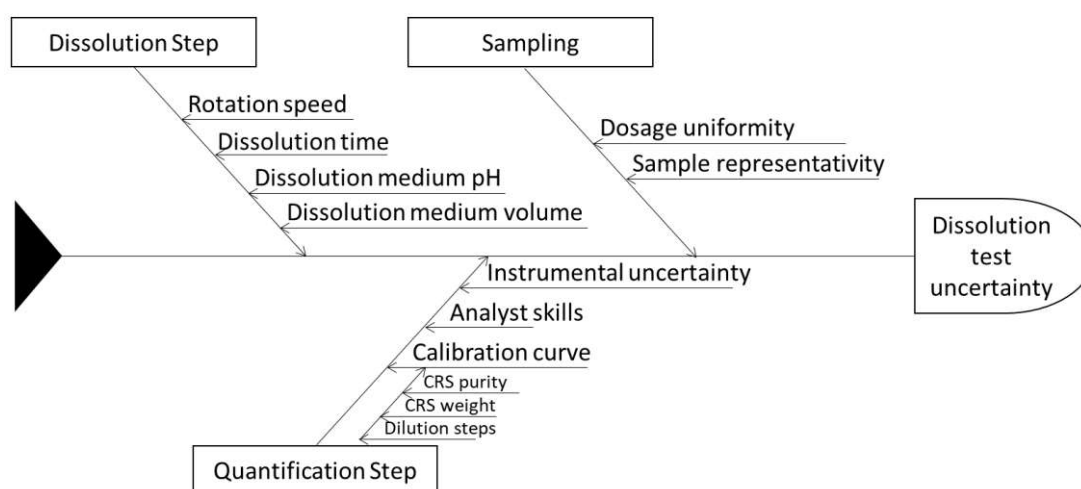 Dissolution Step
Sampling
Rotation speed
Dissolution time
Dissolution medium pH
Dissolution medium volume
Dosage uniformity
Sample representativity
Dissolution
test
uncertainty
Instrumental uncertainty
Analyst skills
Calibration curve
CRS purity
CRS weight
Dilution steps
Quantification Step